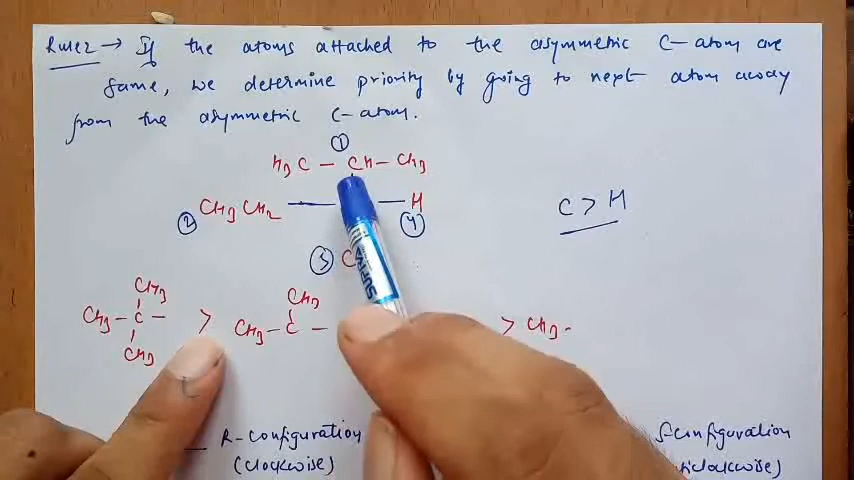 Rule2 → If the atoms attached to the asymmetric C-atom are
same, we determine priority by going to next atom away
from the asymmetric C-atom.
①
H3C - CH - CH3
② CH3CH2 — — H
④
C > H
③ C
CH3 CH3
CH3 - C - > CH3 - C - > CH3 -
CH3
R-configuration S-configuration
(clockwise) ticlockwise)